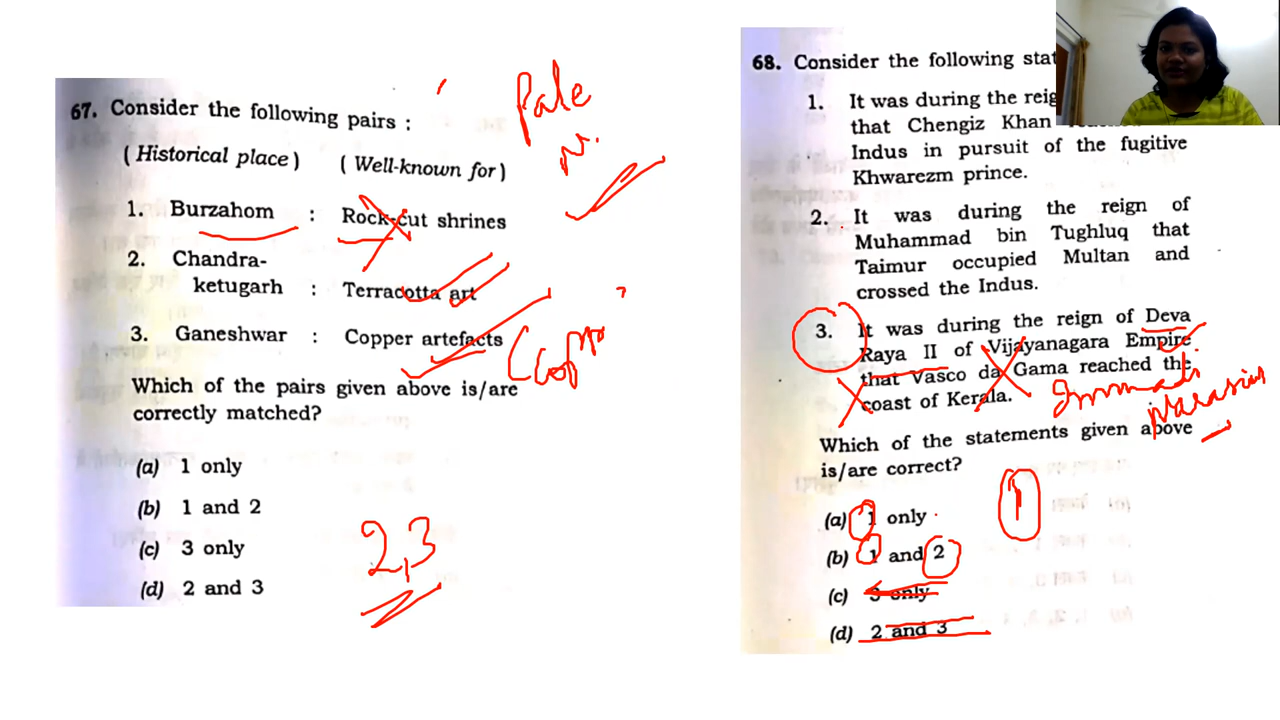 67. Consider the following pairs :
( Historical place ) ( Well-known for )
1. Burzahom : Rock-cut shrines
2. Chandra-
ketugarh : Terracotta art
3. Ganeshwar : Copper artefacts
Which of the pairs given above is/are
correctly matched?
(a) 1 only
(b) 1 and 2
(c) 3 only
(d) 2 and 3
Pale
N.
2,3
68. Consider the following
1. It was during the
that Chengiz Khan
Indus in pursuit of the fugitive
Khwarezm prince.
2. It was during the reign of
Muhammad bin Tughluq that
Taimur occupied Multan and
crossed the Indus.
3. It was during the reign of Deva
Raya II of Vijayanagara Empire
that Vasco da Gama reached the
coast of Kerala.
Which of the statements given above
is/are correct?
(a) 1 only
(b) 1 and 2
(c) 3 only
(d) 2 and 3
Immadi
1